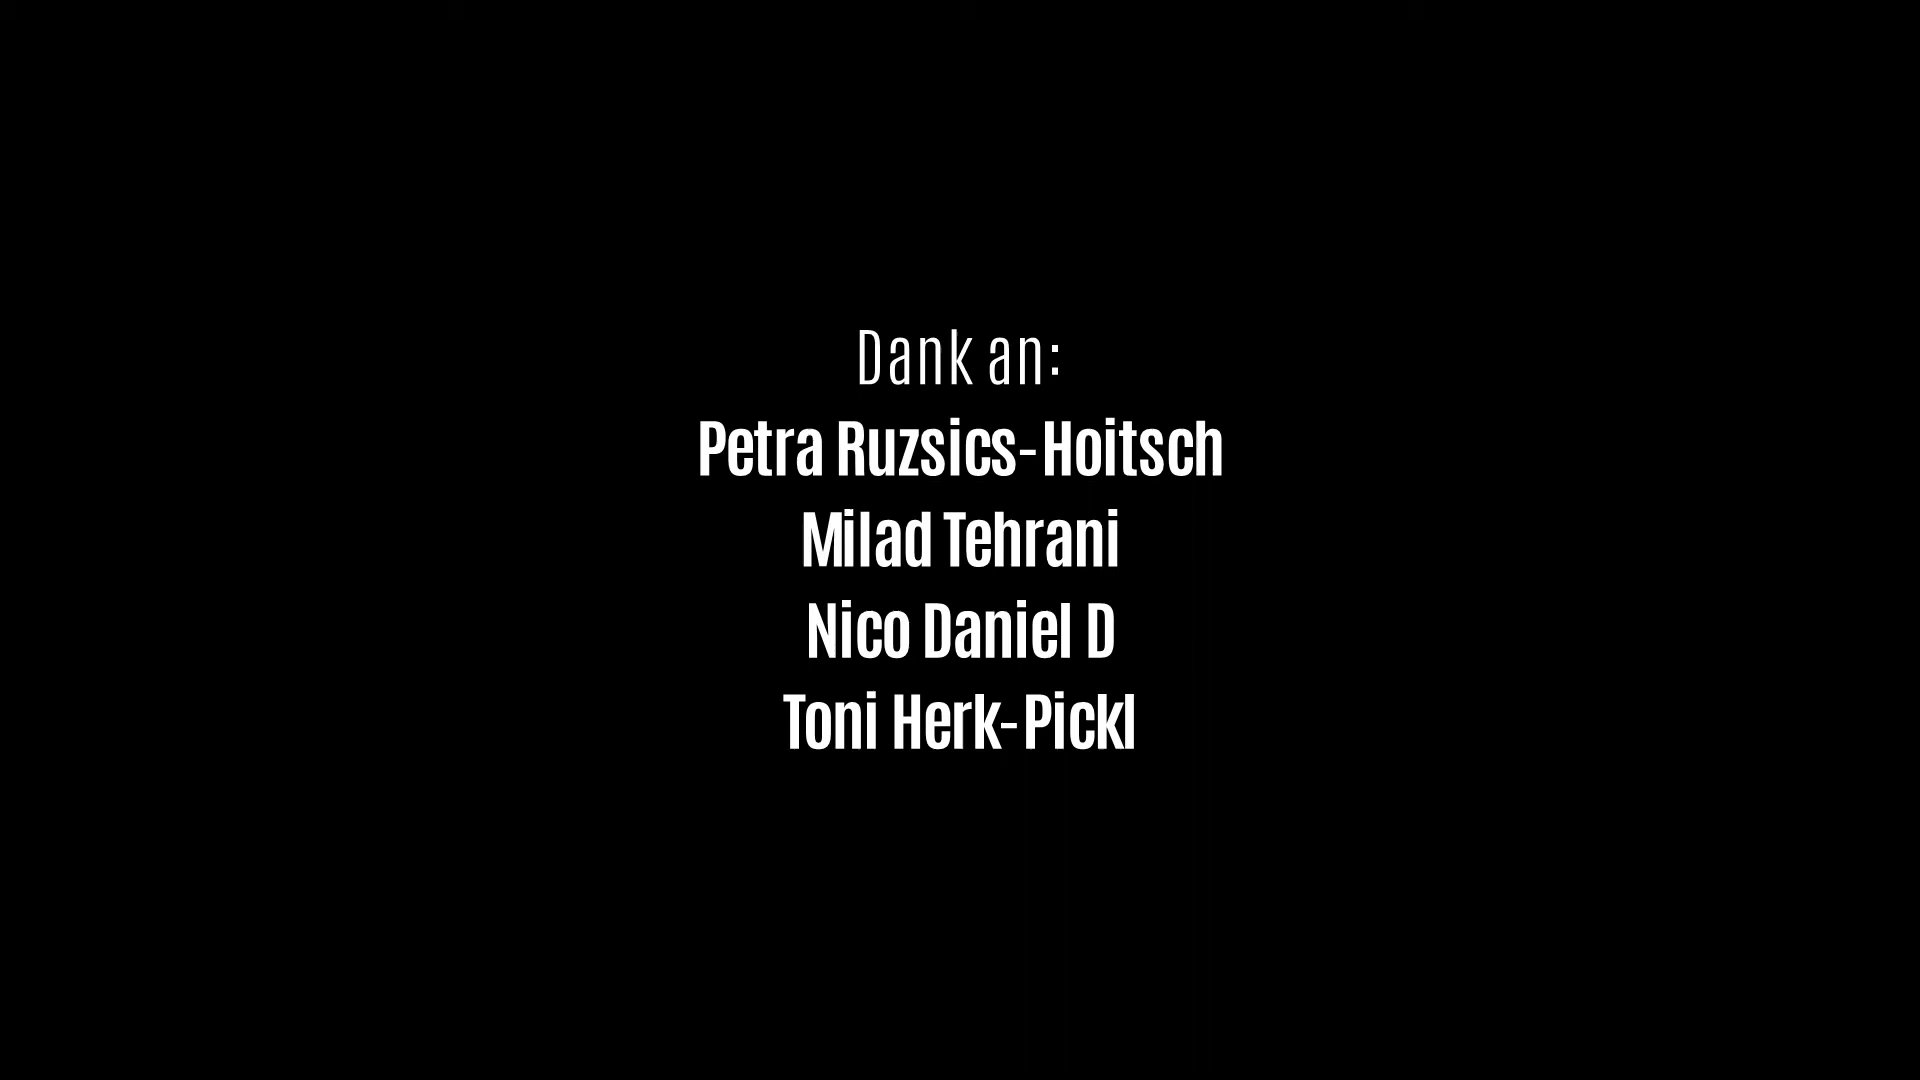 Dank an:
Petra Ruzsics-Hoitsch
Milad Tehrani
Nico Daniel D
Toni Herk-Pickl